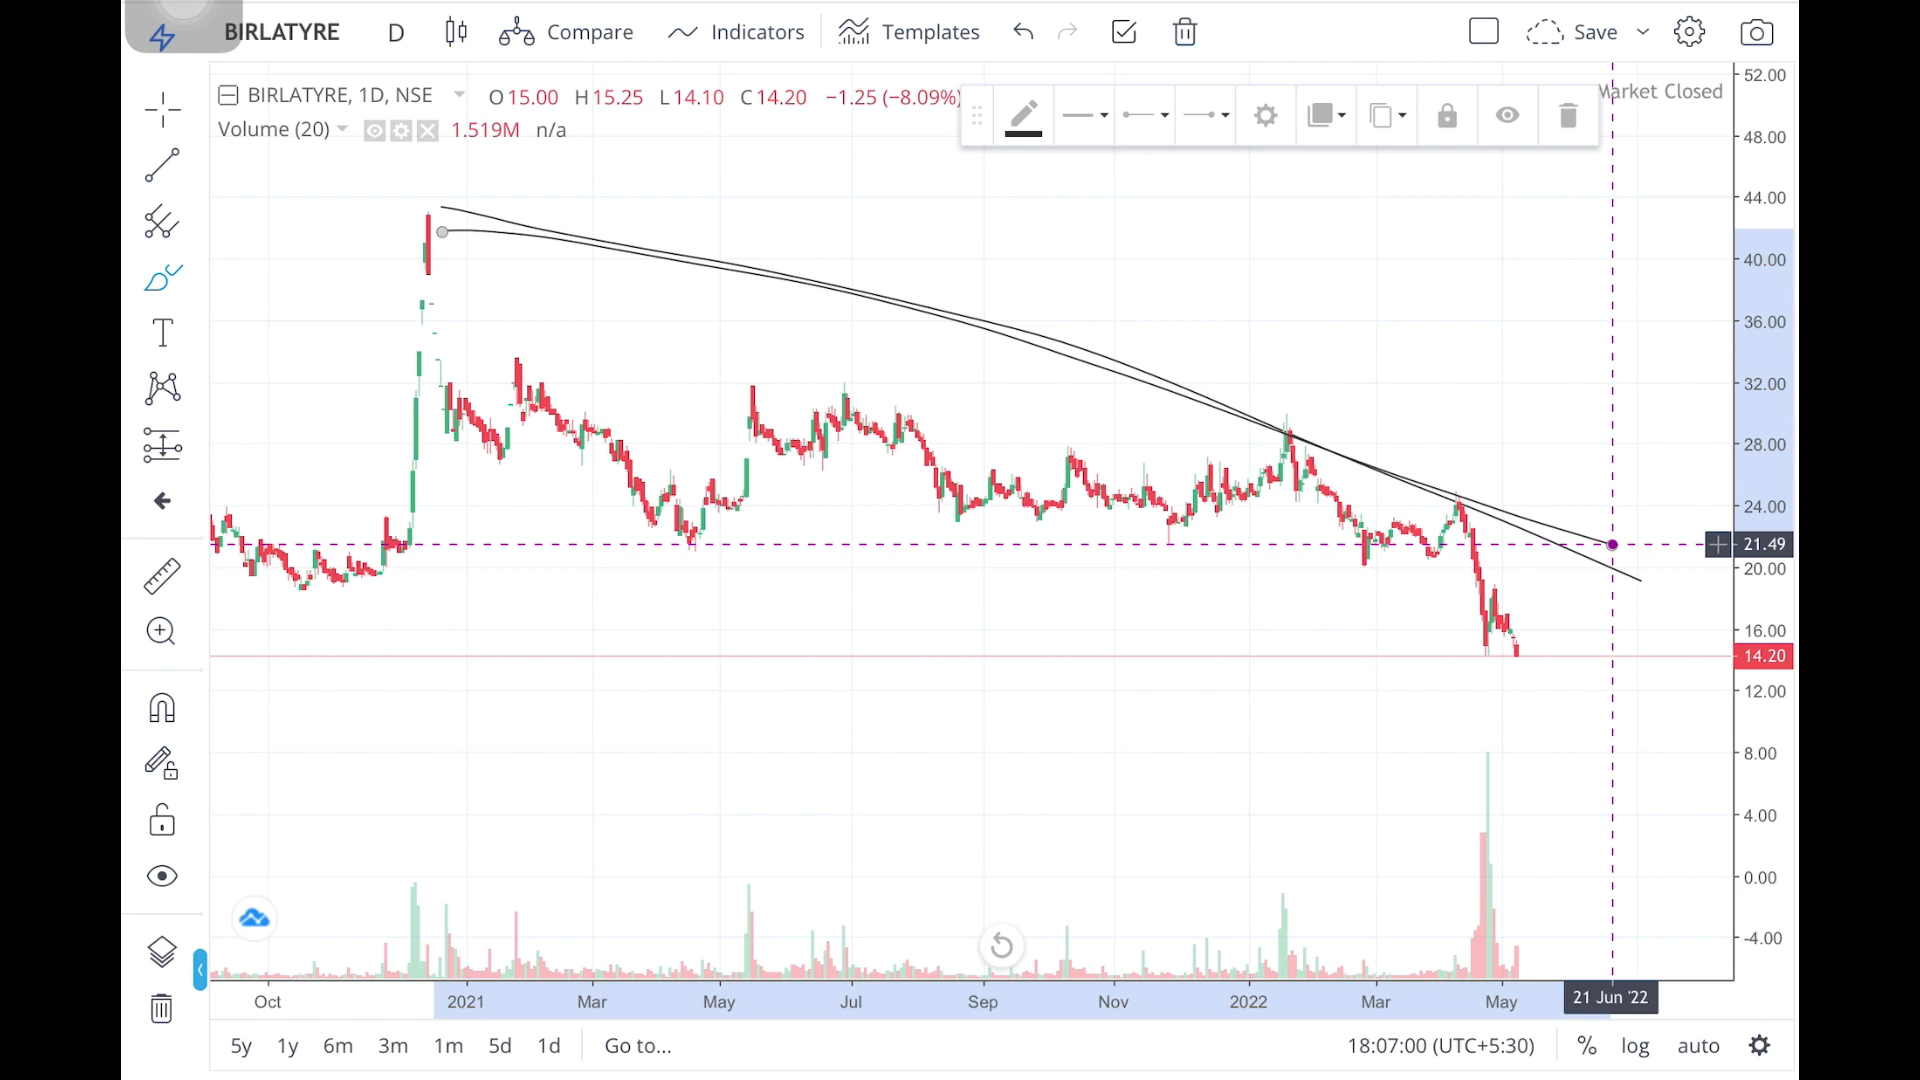 BIRLATYRE D Compare Indicators Templates Save
BIRLATYRE, 1D, NSE O15.00 H15.25 L14.10 C14.20 −1.25 (−8.09%)
Market Closed
Volume (20) 1.519M n/a
52.00
48.00
44.00
40.00
36.00
32.00
28.00
24.00
21.49
20.00
16.00
14.20
12.00
8.00
4.00
0.00
-4.00
Oct 2021 Mar May Jul Sep Nov 2022 Mar May 21 Jun '22
5y 1y 6m 3m 1m 5d 1d Go to... 18:07:00 (UTC+5:30) % log auto